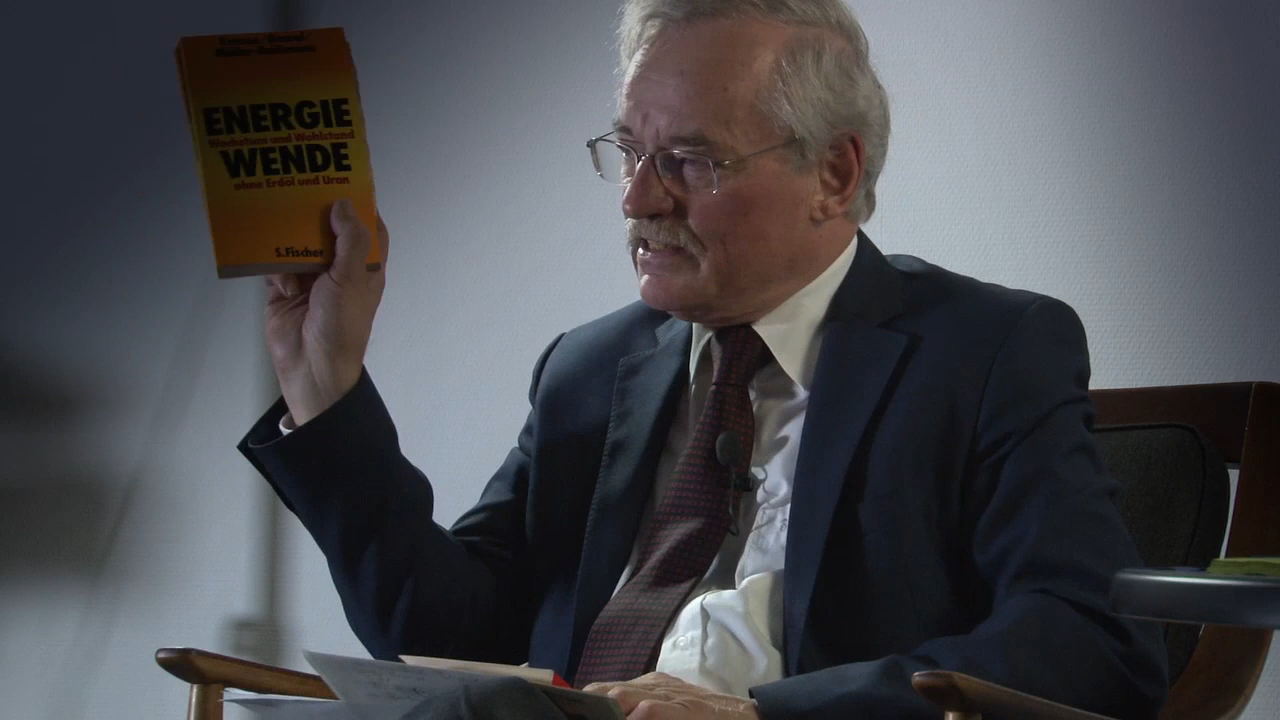 ENERGIE
Wachstum und Wohlstand
WENDE
ohne Erdöl und Uran
S.Fischer